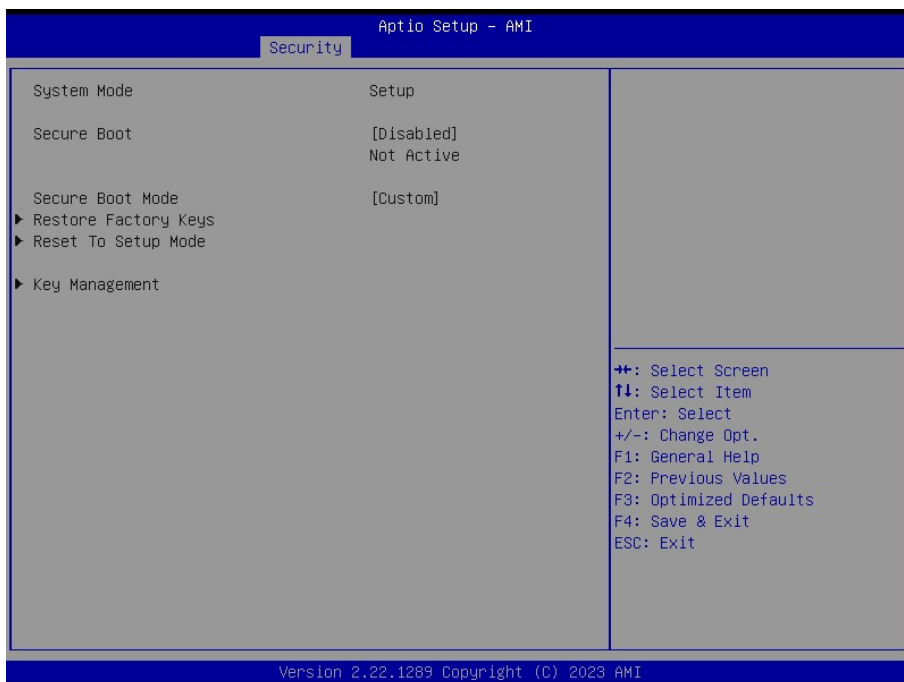 Aptio Setup – AMI
Security
System Mode Setup
Secure Boot [Disabled]
Not Active
Secure Boot Mode [Custom]
Restore Factory Keys
Reset To Setup Mode
Key Management
→←: Select Screen
↑↓: Select Item
Enter: Select
+/-: Change Opt.
F1: General Help
F2: Previous Values
F3: Optimized Defaults
F4: Save & Exit
ESC: Exit
Version 2.22.1289 Copyright (C) 2023 AMI